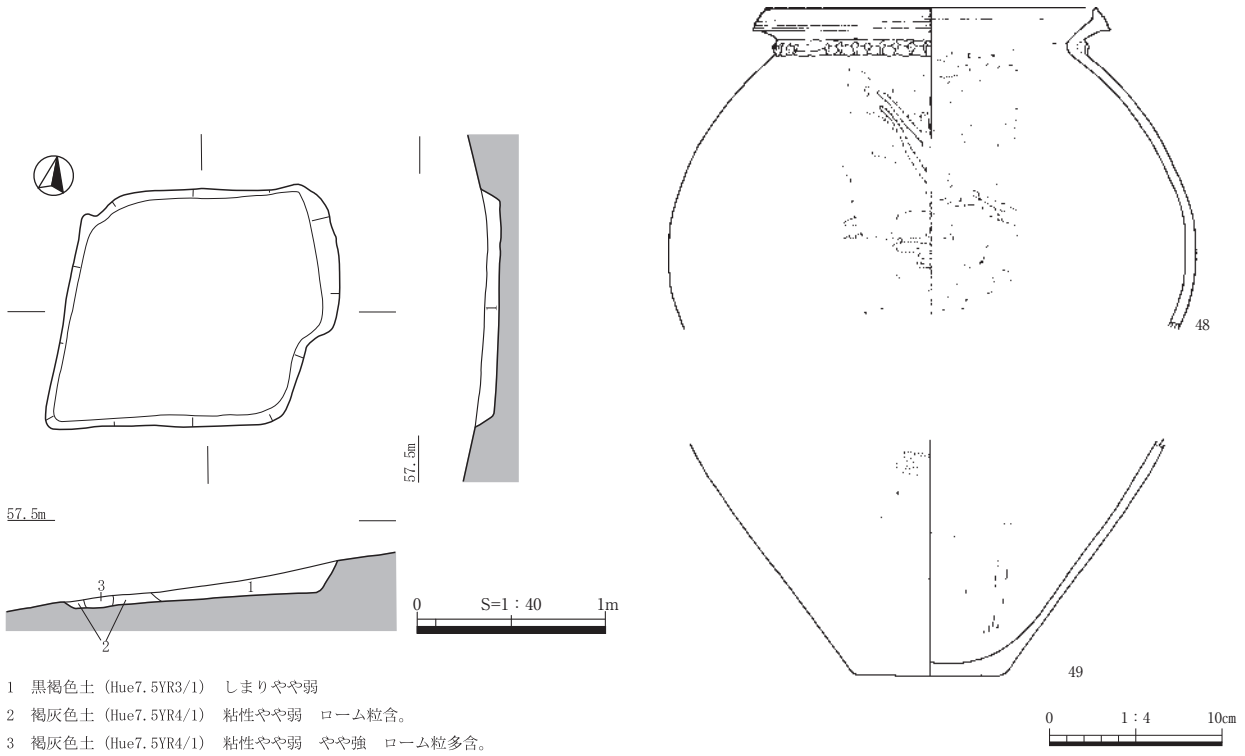 48
1
57.5m
57.5m
3
1
2
0 S=1：40 1m
49
0 1：4 10cm
1 黒褐色土 (Hue7.5YR3/1) しまりやや弱
2 褐灰色土 (Hue7.5YR4/1) 粘性やや弱 ローム粒含。
3 褐灰色土 (Hue7.5YR4/1) 粘性やや弱 やや強 ローム粒多含。